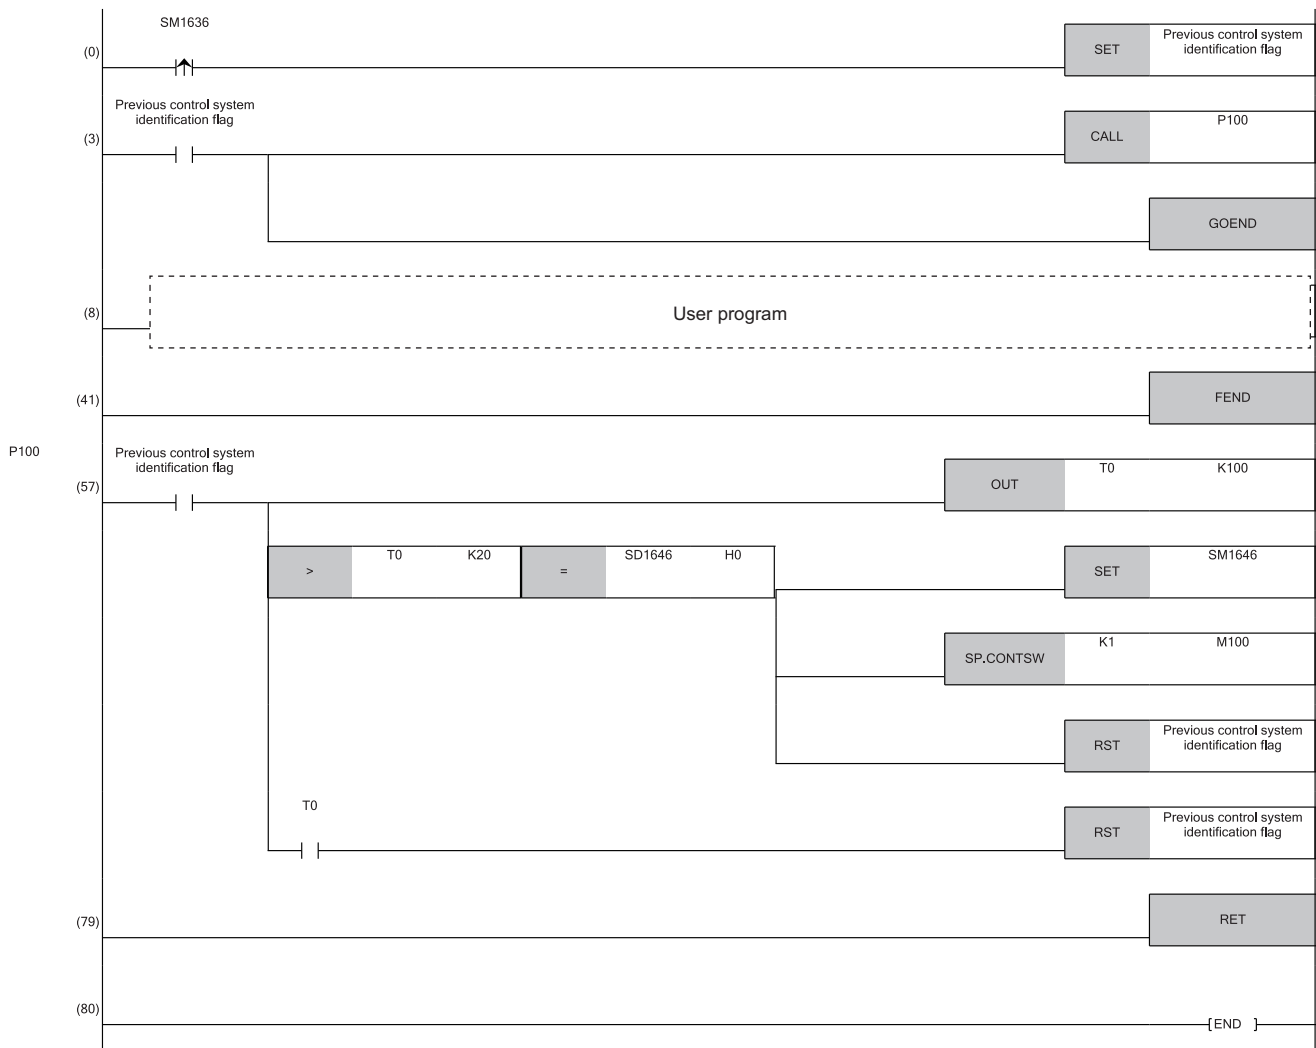 SM1636
(0)
SET
Previous control system
identification flag
Previous control system
identification flag
(3)
CALL
P100
GOEND
(8)
User program
(41)
FEND
P100
Previous control system
identification flag
(57)
OUT
T0
K100
>
T0
K20
=
SD1646
H0
SET
SM1646
SP.CONTSW
K1
M100
RST
Previous control system
identification flag
T0
RST
Previous control system
identification flag
(79)
RET
(80)
[END ]